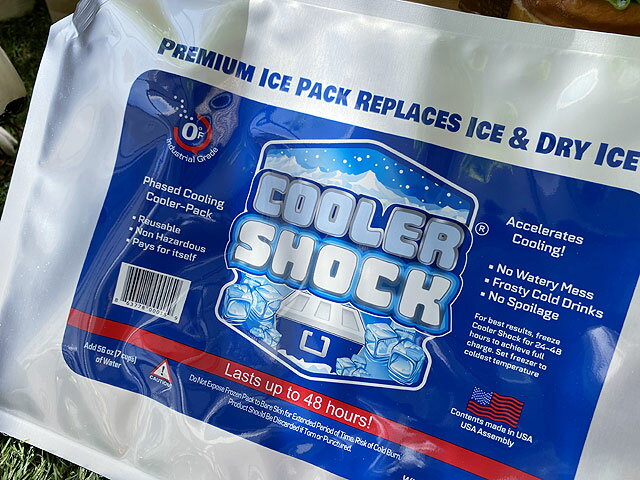 PREMIUM ICE PACK REPLACES ICE & DRY ICE
0°F
Industrial Grade
Phased Cooling
Cooler-Pack
• Reusable
• Non Hazardous
• Pays for itself
COOLER
SHOCK
®
Accelerates
Cooling!
• No Watery Mess
• Frosty Cold Drinks
• No Spoilage
For best results, freeze
Cooler Shock for 24-48
hours to achieve full
charge. Set freezer to
coldest temperature
Add 56 oz (7 cups)
of Water
CAUTION
Lasts up to 48 hours!
Do Not Expose Frozen Pack to Bare Skin for Extended Period of Time. Risk of Cold Burn.
Product Should Be Discarded if Torn or Punctured.
Contents made in USA
USA Assembly